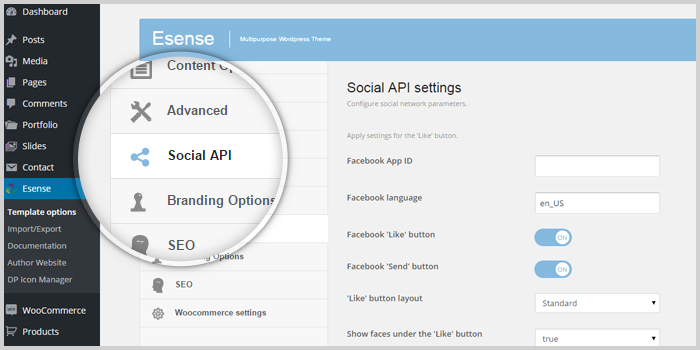 Dashboard
Posts
Media
Pages
Comments
Portfolio
Slides
Contact
Esense
Template options
Import/Export
Documentation
Author Website
DP Icon Manager
WooCommerce
Products
Esense
Multipurpose Wordpress Theme
Content Op
Advanced
Social API
Branding Options
SEO
Options
SEO
Woocommerce settings
Social API settings
Configure social network parameters.
Apply settings for the 'Like' button.
Facebook App ID
Facebook language
en_US
Facebook 'Like' button
ON
Facebook 'Send' button
ON
'Like' button layout
Standard
Show faces under the 'Like' button
true